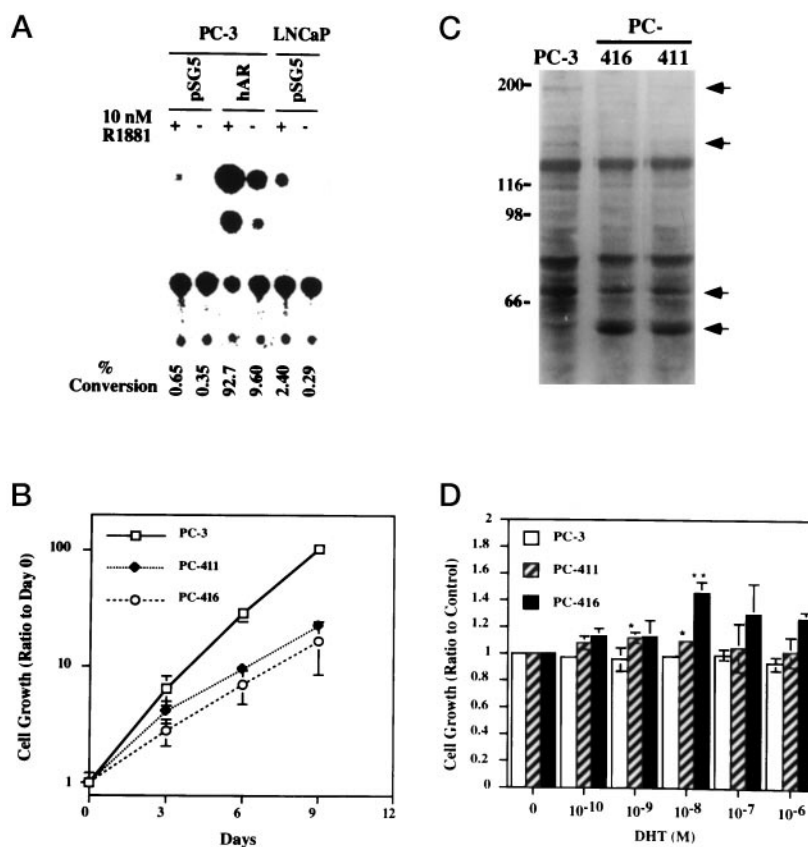 A
PC-3 LNCaP
pSG5 hAR pSG5
10 nM
R1881
+ - + - + -
%
Conversion
0.65 0.35 92.7 9.60 2.40 0.29
C
PC-
PC-3 416 411
200
116
98
66
B
Cell Growth (Ratio to Day 0)
100
10
1
PC-3
PC-411
PC-416
0 3 6 9 12
Days
D
Cell Growth (Ratio to Control)
2
1.8
1.6
1.4
1.2
1
0.8
0.6
0.4
0.2
0
PC-3
PC-411
PC-416
* * **
0 10-10 10-9 10-8 10-7 10-6
DHT (M)